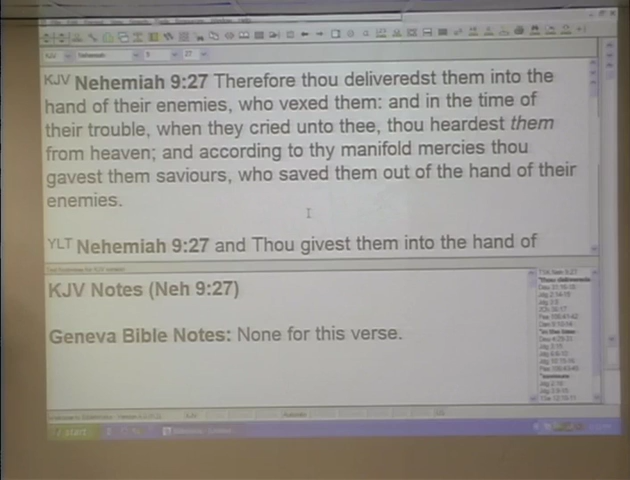 KJV Nehemiah 9:27 Therefore thou deliveredst them into the
hand of their enemies, who vexed them: and in the time of
their trouble, when they cried unto thee, thou heardest them
from heaven; and according to thy manifold mercies thou
gavest them saviours, who saved them out of the hand of their
enemies.
YLT Nehemiah 9:27 and Thou givest them into the hand of
KJV Notes (Neh 9:27)
Geneva Bible Notes: None for this verse.
start